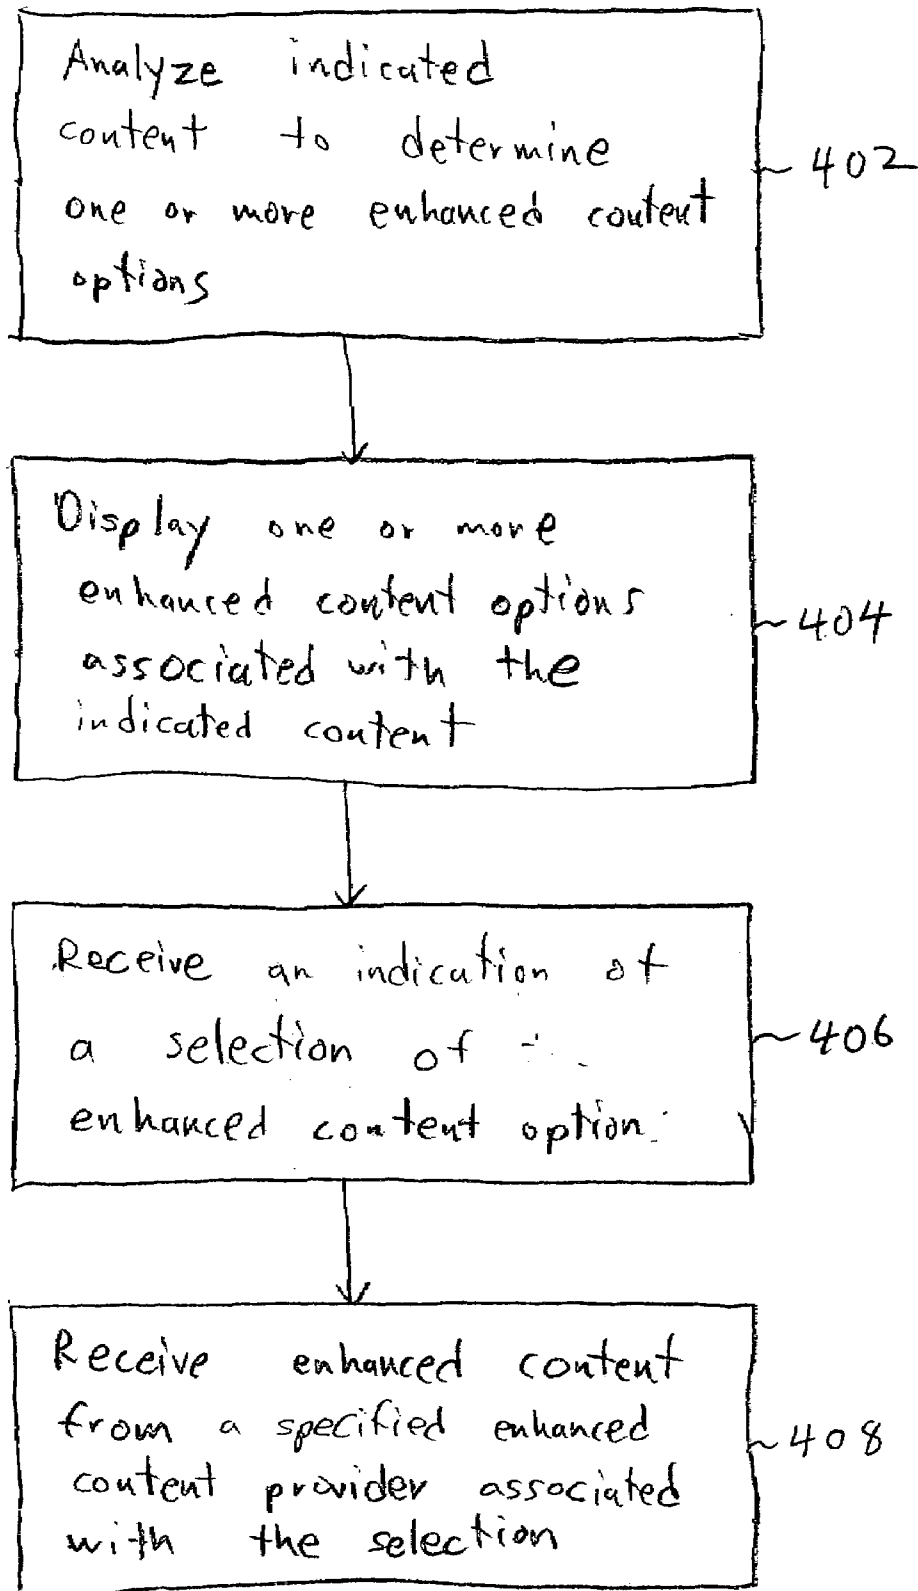 Analyze indicated
content to determine
one or more enhanced content
options
402
Display one or more
enhanced content options
associated with the
indicated content
404
Receive an indication of
a selection of
enhanced content option
406
Receive enhanced content
from a specified enhanced
content provider associated
with the selection
408